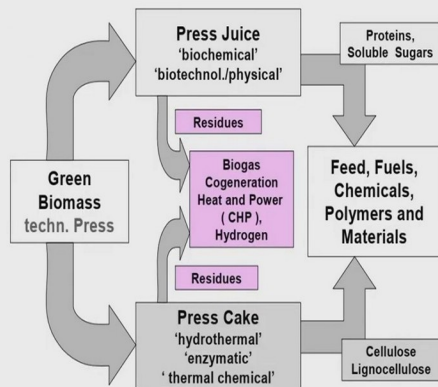 Press Juice
‘biochemical’
‘biotechnol./physical’
Proteins,
Soluble Sugars
Residues
Green
Biomass
techn. Press
Biogas
Cogeneration
Heat and Power
( CHP ),
Hydrogen
Feed, Fuels,
Chemicals,
Polymers and
Materials
Residues
Press Cake
‘hydrothermal’
‘enzymatic’
‘ thermal chemical’
Cellulose
Lignocellulose